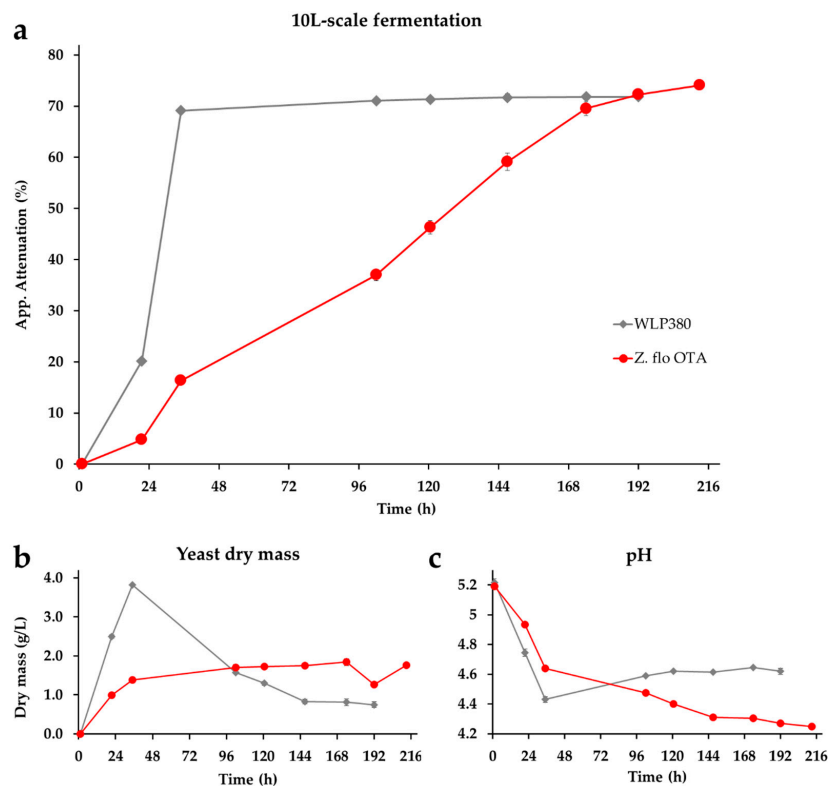 a
10L-scale fermentation
80
70
60
50
40
30
20
10
0
App. Attenuation (%)
WLP380
Z. flo OTA
0 24 48 72 96 120 144 168 192 216
Time (h)
b
Yeast dry mass
4.0
3.0
2.0
1.0
0.0
Dry mass (g/L)
0 24 48 72 96 120 144 168 192 216
Time (h)
c
pH
5.2
5
4.8
4.6
4.4
4.2
0 24 48 72 96 120 144 168 192 216
Time (h)